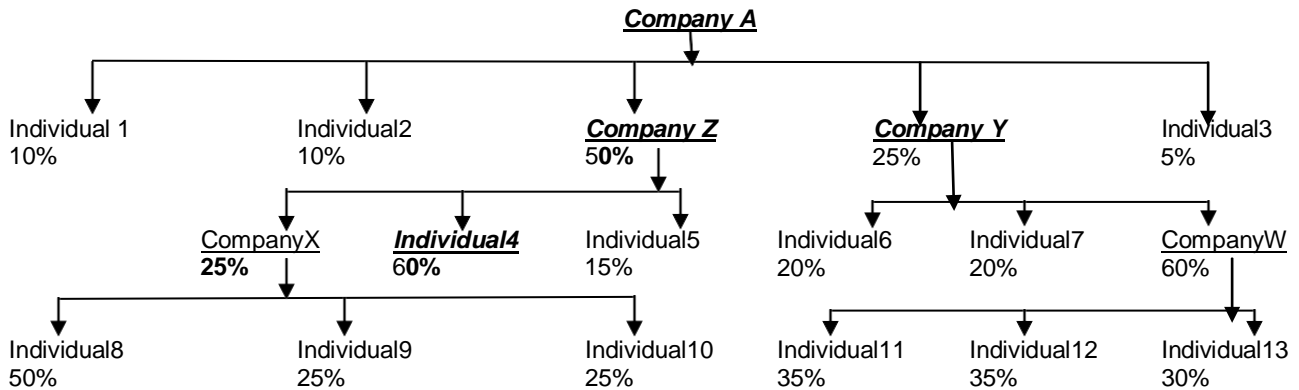 Company A
Individual 1 Individual2 Company Z Company Y Individual3
10% 10% 50% 25% 5%
CompanyX Individual4 Individual5 Individual6 Individual7 CompanyW
25% 60% 15% 20% 20% 60%
Individual8 Individual9 Individual10 Individual11 Individual12 Individual13
50% 25% 25% 35% 35% 30%